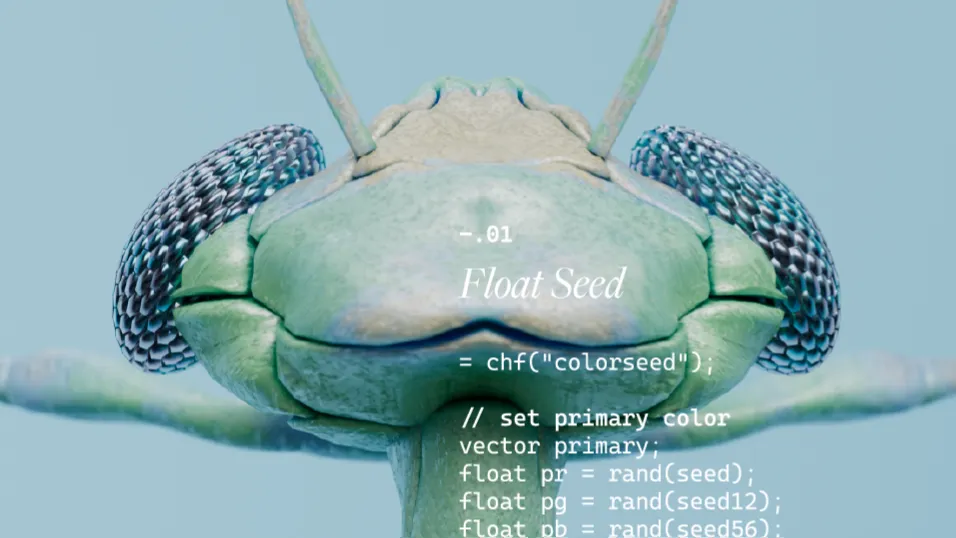 –.01
Float Seed
= chf("colorseed");
// set primary color
vector primary;
float pr = rand(seed);
float pg = rand(seed12);
float pb = rand(seed56);